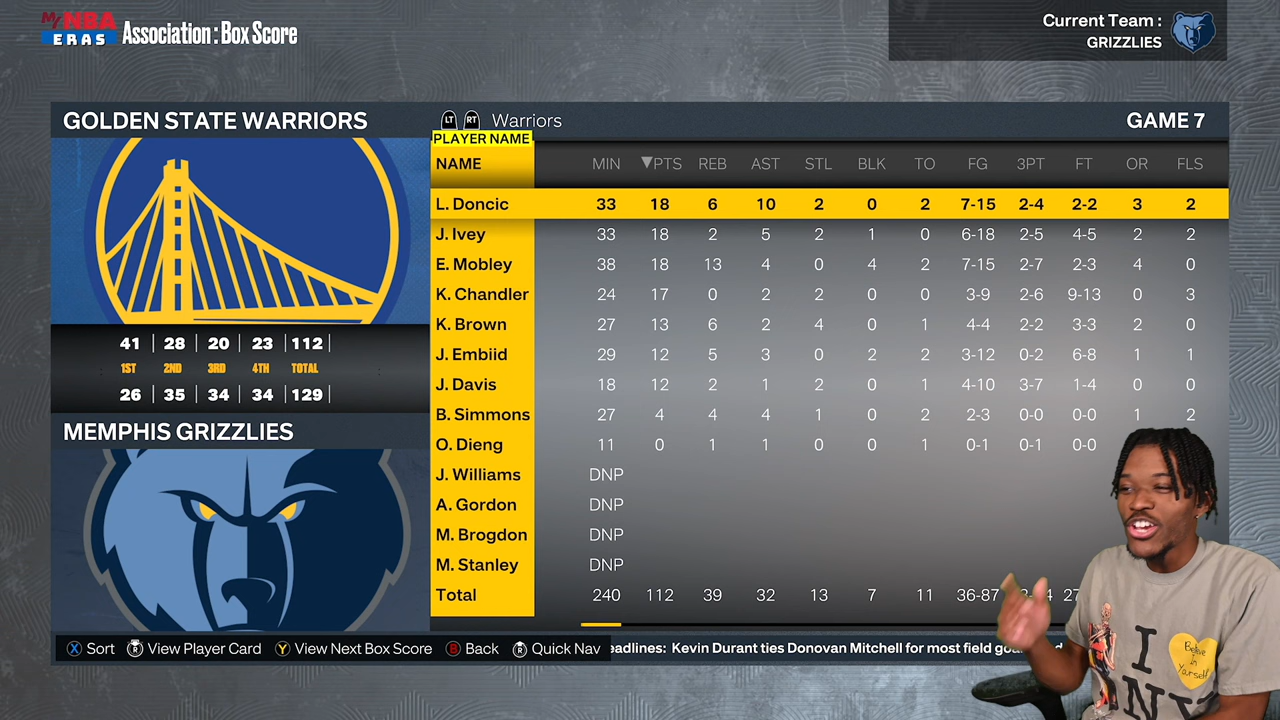 My NBA
ERAS
Association : Box Score
Current Team :
GRIZZLIES
GOLDEN STATE WARRIORS
LT RT Warriors
GAME 7
PLAYER NAME
NAME MIN ▼PTS REB AST STL BLK TO FG 3PT FT OR FLS
L. Doncic 33 18 6 10 2 0 2 7-15 2-4 2-2 3 2
J. Ivey 33 18 2 5 2 1 0 6-18 2-5 4-5 2 2
E. Mobley 38 18 13 4 0 4 2 7-15 2-7 2-3 4 0
K. Chandler 24 17 0 2 2 0 0 3-9 2-6 9-13 0 3
K. Brown 27 13 6 2 4 0 1 4-4 2-2 3-3 2 0
J. Embiid 29 12 5 3 0 2 2 3-12 0-2 6-8 1 1
J. Davis 18 12 2 1 2 0 1 4-10 3-7 1-4 0 0
B. Simmons 27 4 4 4 1 0 2 2-3 0-0 0-0 1 2
O. Dieng 11 0 1 1 0 0 1 0-1 0-1 0-0
J. Williams DNP
A. Gordon DNP
M. Brogdon DNP
M. Stanley DNP
Total 240 112 39 32 13 7 11 36-87
41 | 28 | 20 | 23 | 112 |
1ST 2ND 3RD 4TH TOTAL
26 | 35 | 34 | 34 | 129 |
MEMPHIS GRIZZLIES
X Sort R View Player Card Y View Next Box Score B Back R Quick Nav
eadlines: Kevin Durant ties Donovan Mitchell for most field
I
NY
Believe
in
Yourself